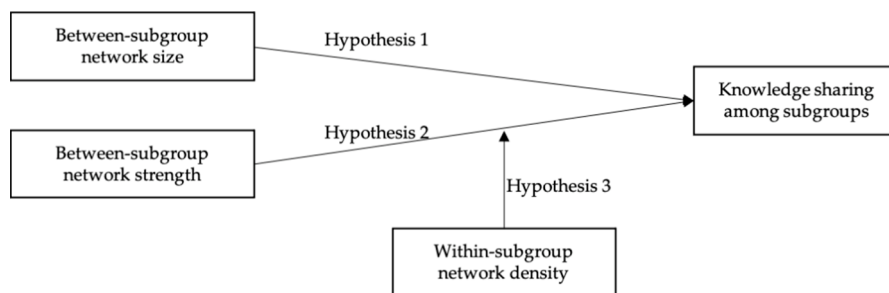 Between-subgroup
network size
Hypothesis 1
Knowledge sharing
among subgroups
Hypothesis 2
Between-subgroup
network strength
Hypothesis 3
Within-subgroup
network density